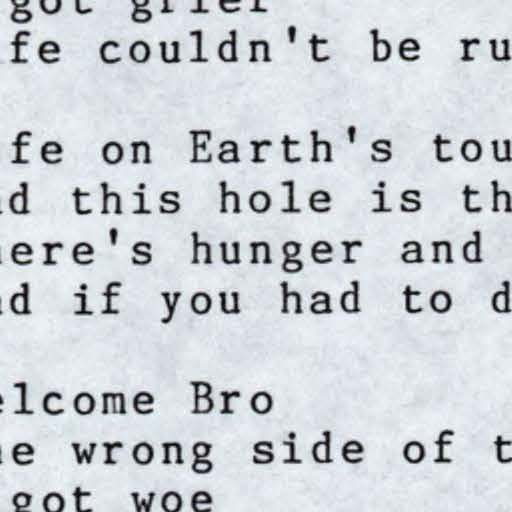 got grief
fe couldn't be ru
fe on Earth's tou
d this hole is th
ere's hunger and
d if you had to d
elcome Bro
e wrong side of t
got woe